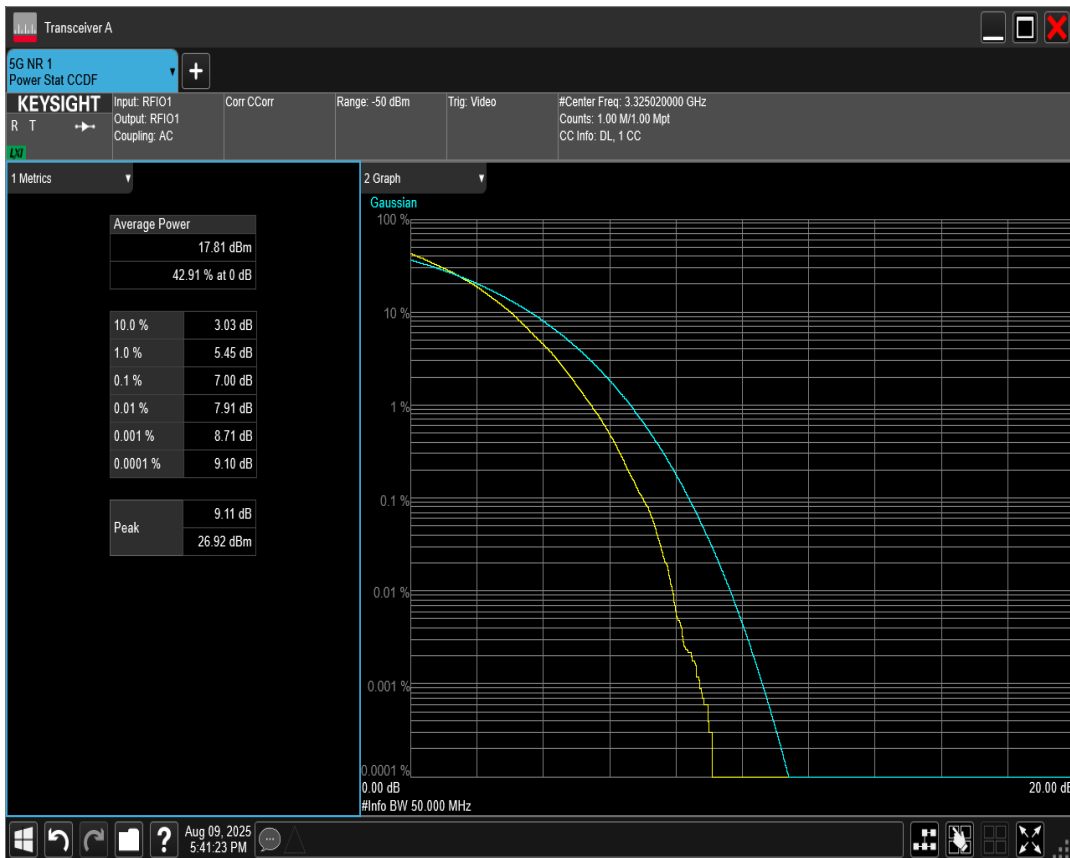 Transceiver A
5G NR 1
Power Stat CCDF
+
KEYSIGHT
R T
LXI
Input: RFIO1
Output: RFIO1
Coupling: AC
Corr CCorr
Range: -50 dBm
Trig: Video
#Center Freq: 3.325020000 GHz
Counts: 1.00 M/1.00 Mpt
CC Info: DL, 1 CC
1 Metrics
Average Power
17.81 dBm
42.91 % at 0 dB
10.0 % 3.03 dB
1.0 % 5.45 dB
0.1 % 7.00 dB
0.01 % 7.91 dB
0.001 % 8.71 dB
0.0001 % 9.10 dB
Peak 9.11 dB
26.92 dBm
2 Graph
Gaussian
100 %
10 %
1 %
0.1 %
0.01 %
0.001 %
0.0001 %
0.00 dB 20.00 dB
#Info BW 50.000 MHz
? Aug 09, 2025
5:41:23 PM